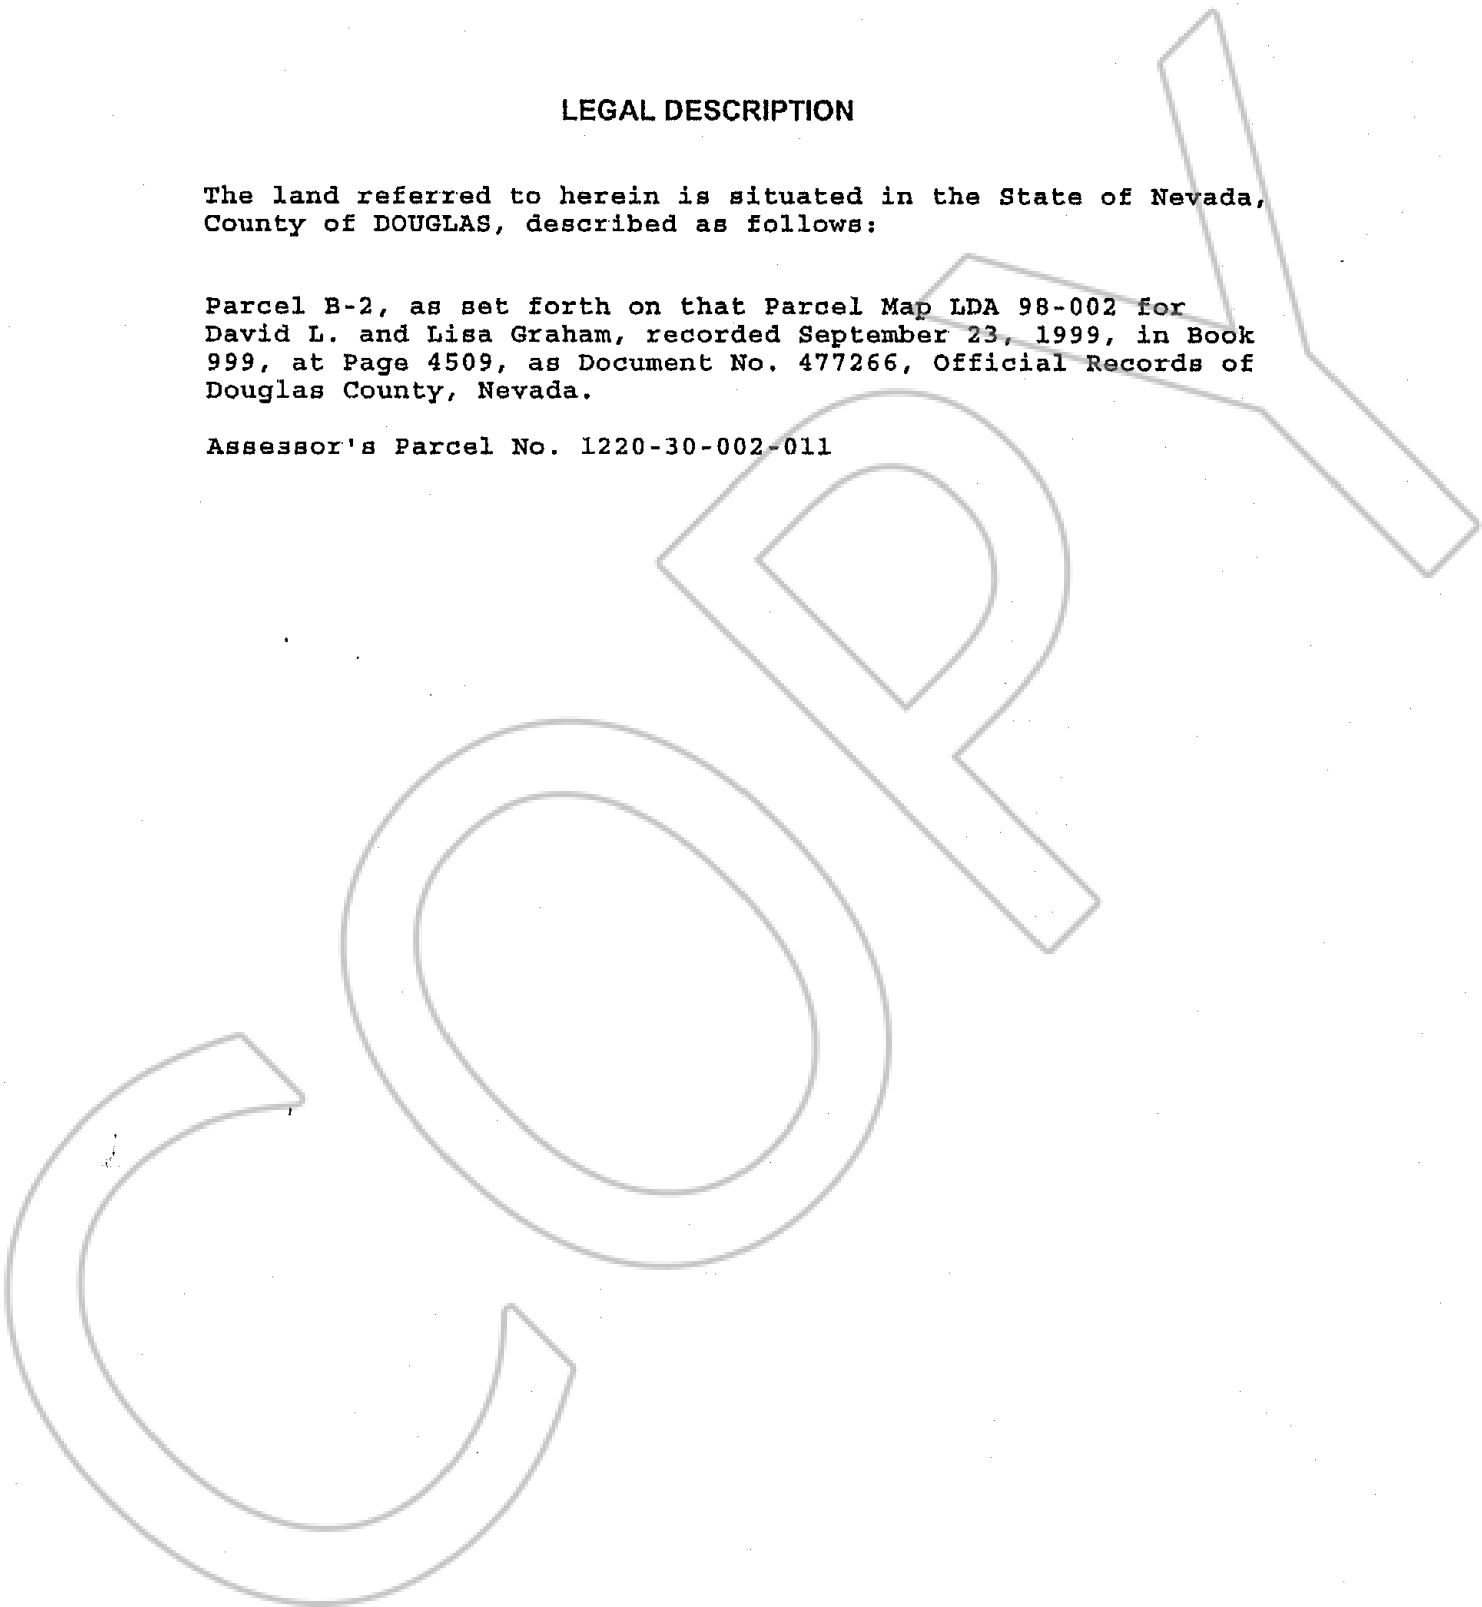 LEGAL DESCRIPTION
The land referred to herein is situated in the State of Nevada,
County of DOUGLAS, described as follows:
Parcel B-2, as set forth on that Parcel Map LDA 98-002 for
David L. and Lisa Graham, recorded September 23, 1999, in Book
999, at Page 4509, as Document No. 477266, Official Records of
Douglas County, Nevada.
Assessor's Parcel No. 1220-30-002-011
COPY